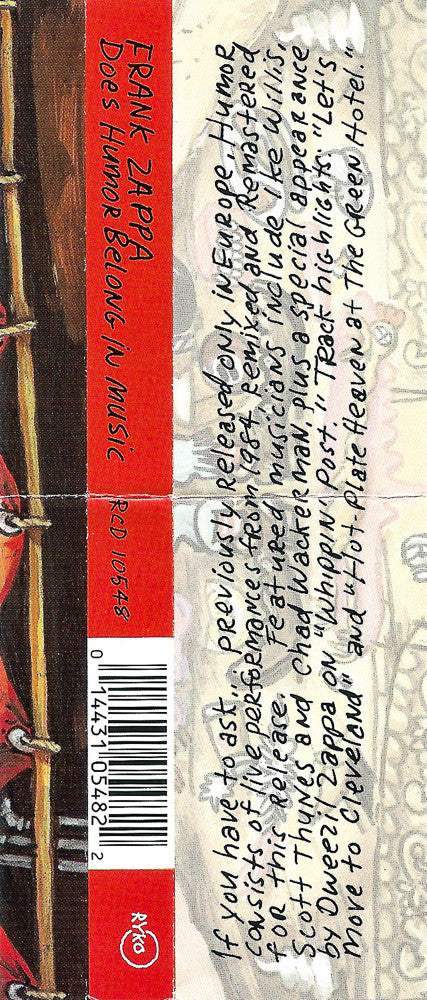 FRANK ZAPPA
DOES HUMOR BELONG IN MUSIC
RCD 10548
0 14431 05482 2
RYKO
If you have to ask... Previously Released only in Europe, Humor
consists of live performances from 1984, Remixed and Remastered
for this Release. Featured musicians include Ike Willis,
Scott Thunes and Chad Wackerman, plus a special appearance
by Dweezil Zappa on "Whippin' Post." Track highlights: "Let's
Move to Cleveland" and "Hot-Plate Heaven at the Green Hotel."